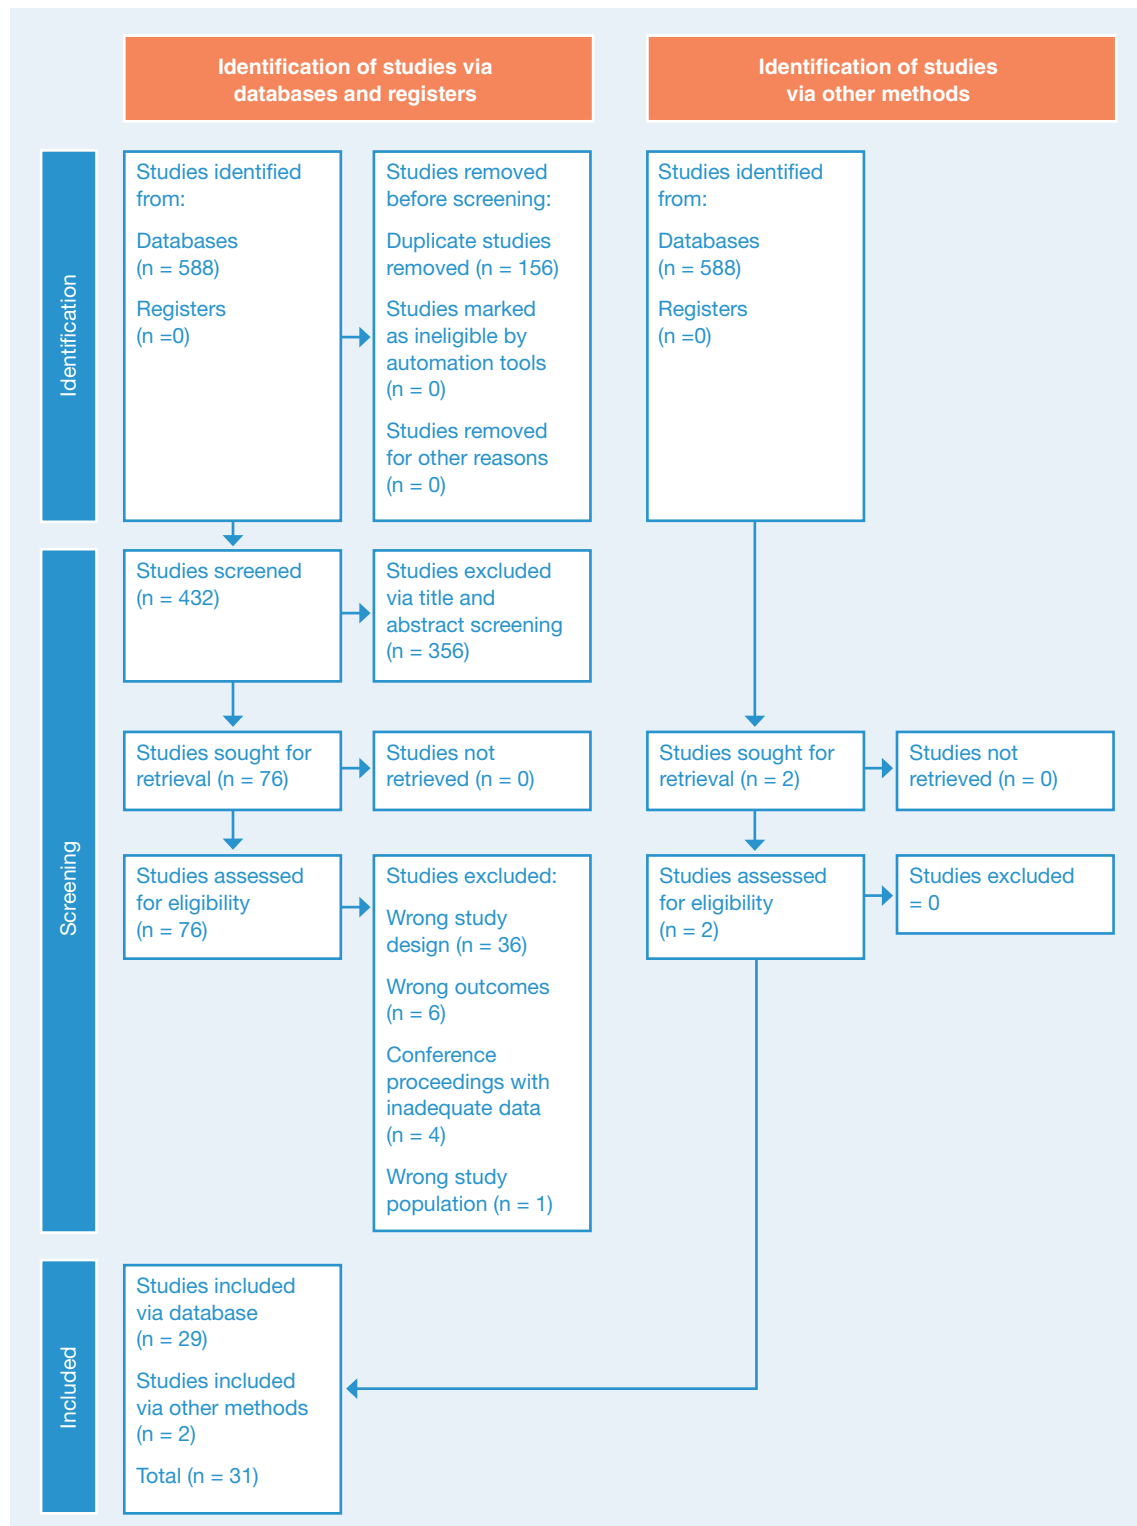 Identification of studies via
databases and registers
Identification of studies
via other methods
Identification
Studies identified
from:
Databases
(n = 588)
Registers
(n =0)
Studies removed
before screening:
Duplicate studies
removed (n = 156)
Studies marked
as ineligible by
automation tools
(n = 0)
Studies removed
for other reasons
(n = 0)
Studies identified
from:
Databases
(n = 588)
Registers
(n =0)
Screening
Studies screened
(n = 432)
Studies excluded
via title and
abstract screening
(n = 356)
Studies sought for
retrieval (n = 76)
Studies not
retrieved (n = 0)
Studies sought for
retrieval (n = 2)
Studies not
retrieved (n = 0)
Studies assessed
for eligibility
(n = 76)
Studies excluded:
Wrong study
design (n = 36)
Wrong outcomes
(n = 6)
Conference
proceedings with
inadequate data
(n = 4)
Wrong study
population (n = 1)
Studies assessed
for eligibility
(n = 2)
Studies excluded
= 0
Included
Studies included
via database
(n = 29)
Studies included
via other methods
(n = 2)
Total (n = 31)